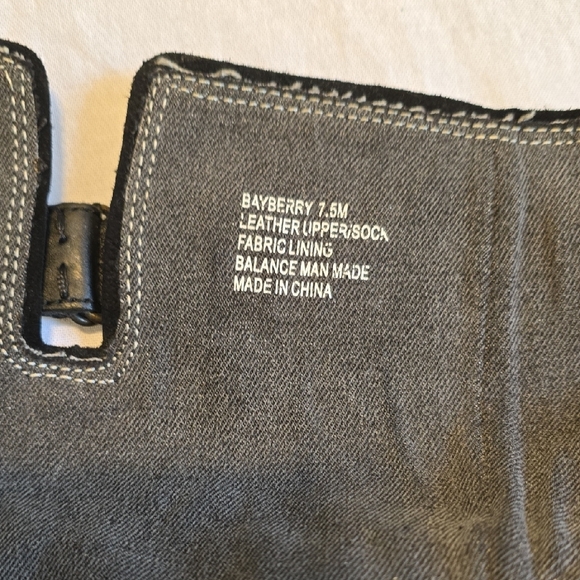 BAYBERRY 7.5M
LEATHER UPPER/SOCK
FABRIC LINING
BALANCE MAN MADE
MADE IN CHINA